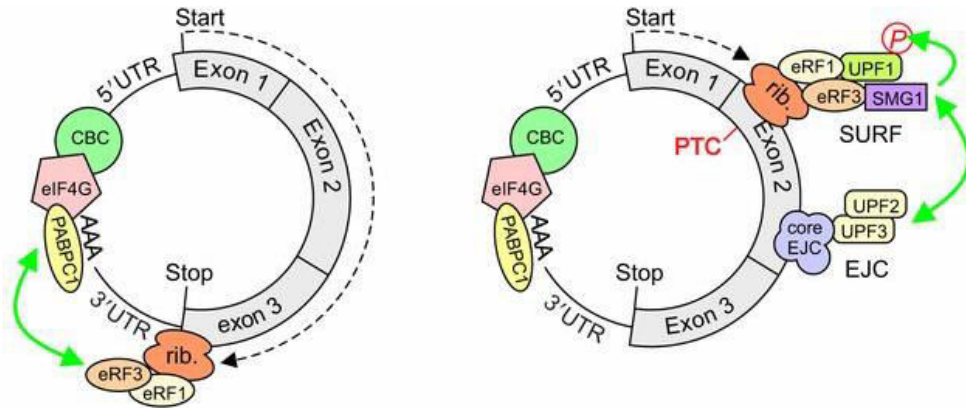 Start
Exon 1
Exon 2
exon 3
5′UTR
CBC
eIF4G
PABPC1
AAA
3′UTR
Stop
rib.
eRF3
eRF1
Start
Exon 1
Exon 2
Exon 3
5′UTR
CBC
eIF4G
PABPC1
AAA
3′UTR
Stop
PTC
rib.
eRF1
UPF1
P
eRF3
SMG1
SURF
UPF2
UPF3
core
EJC
EJC